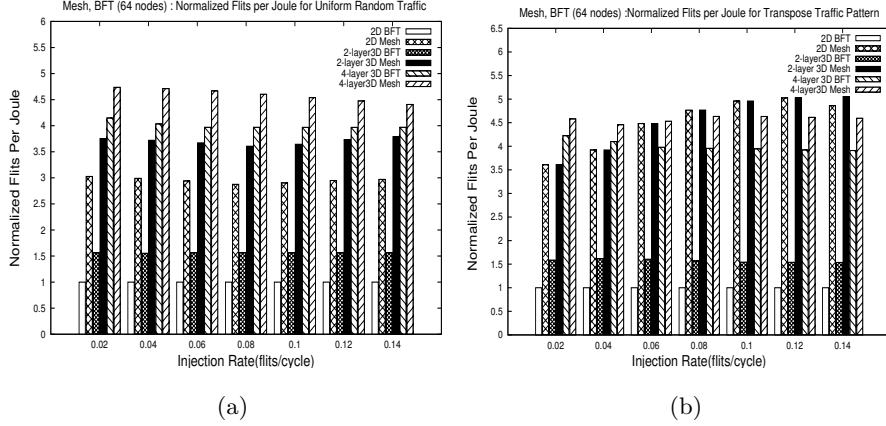 Mesh, BFT (64 nodes) : Normalized Flits per Joule for Uniform Random Traffic
Normalized Flits Per Joule
6
5.5
5
4.5
4
3.5
3
2.5
2
1.5
1
0.5
0
2D BFT
2D Mesh
2-layer3D BFT
2-layer 3D Mesh
4-layer 3D BFT
4-layer3D Mesh
0.02 0.04 0.06 0.08 0.1 0.12 0.14
Injection Rate(flits/cycle)
(a)
Mesh, BFT (64 nodes) :Normalized Flits per Joule for Transpose Traffic Pattern
Normalized Flits Per Joule
6.5
6
5.5
5
4.5
4
3.5
3
2.5
2
1.5
1
0.5
0
2D BFT
2D Mesh
2-layer3D BFT
2-layer 3D Mesh
4-layer 3D BFT
4-layer3D Mesh
0.02 0.04 0.06 0.08 0.1 0.12 0.14
Injection Rate(flits/cycle)
(b)